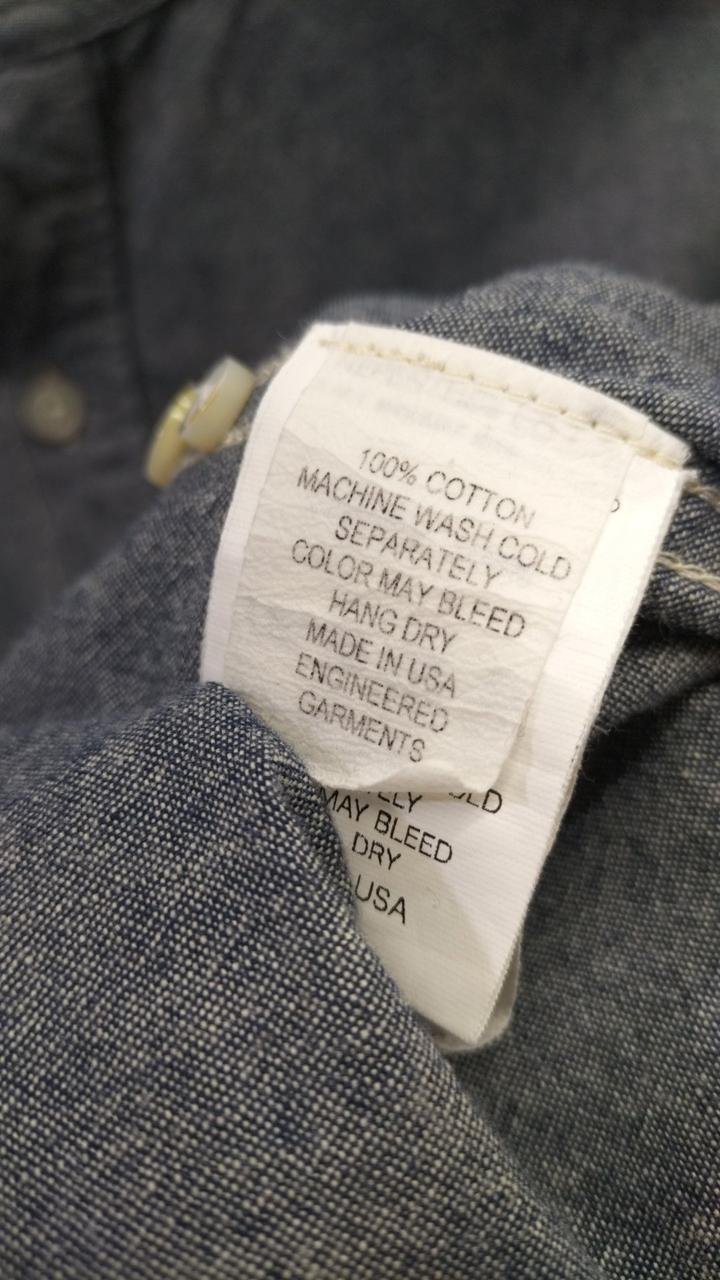 100% COTTON
MACHINE WASH COLD
SEPARATELY
COLOR MAY BLEED
HANG DRY
MADE IN USA
ENGINEERED
GARMENTS
MAY BLEED
DRY
USA